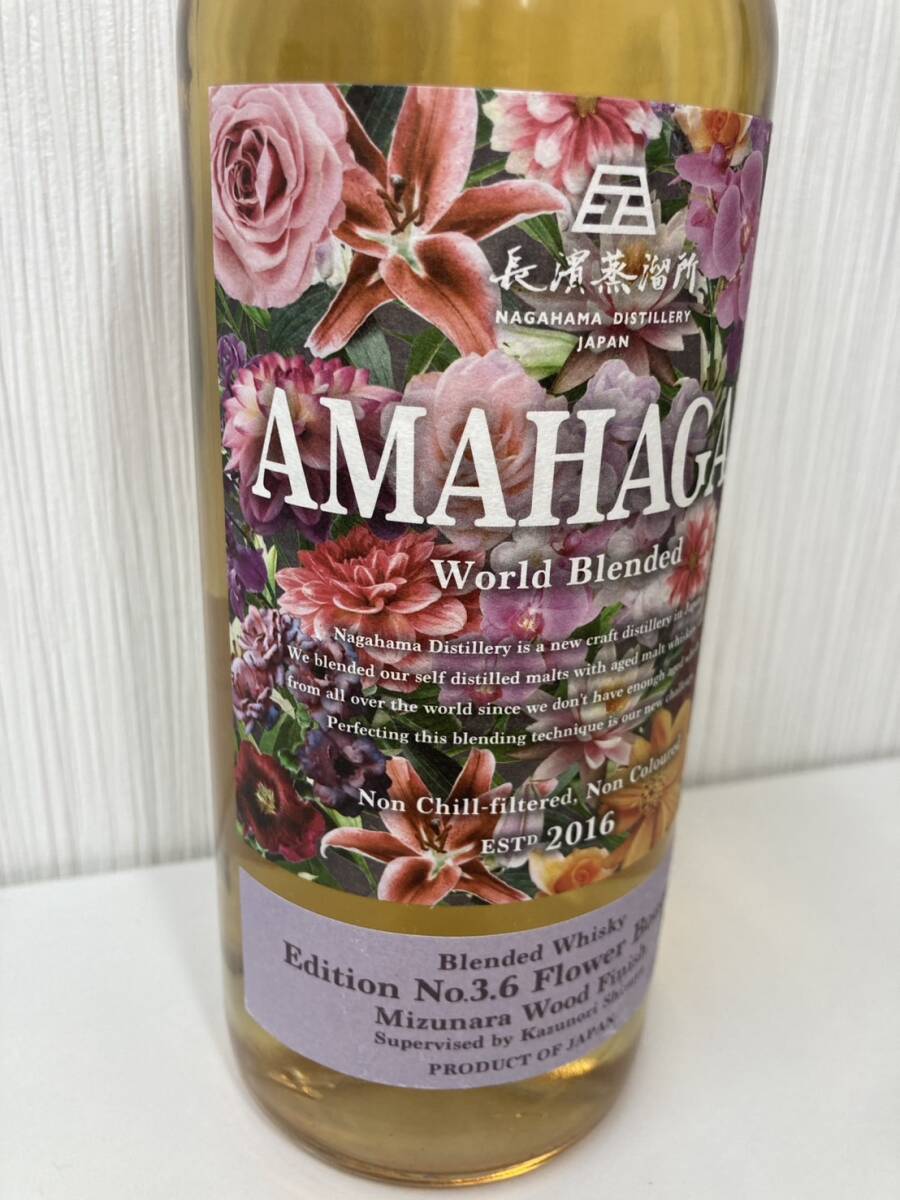 長濱蒸溜所
NAGAHAMA DISTILLERY
JAPAN
AMAHAGA
World Blended
Nagahama Distillery is a new craft distillery in
We blended our self distilled malts with aged malt
from all over the world since we don't have enough aged
Perfecting this blending technique is our new
Non Chill-filtered, Non Coloured
ESTD 2016
Blended Whisky
Edition No.3.6 Flower
Mizunara Wood Finish
Supervised by Kazunori
PRODUCT OF JAPAN